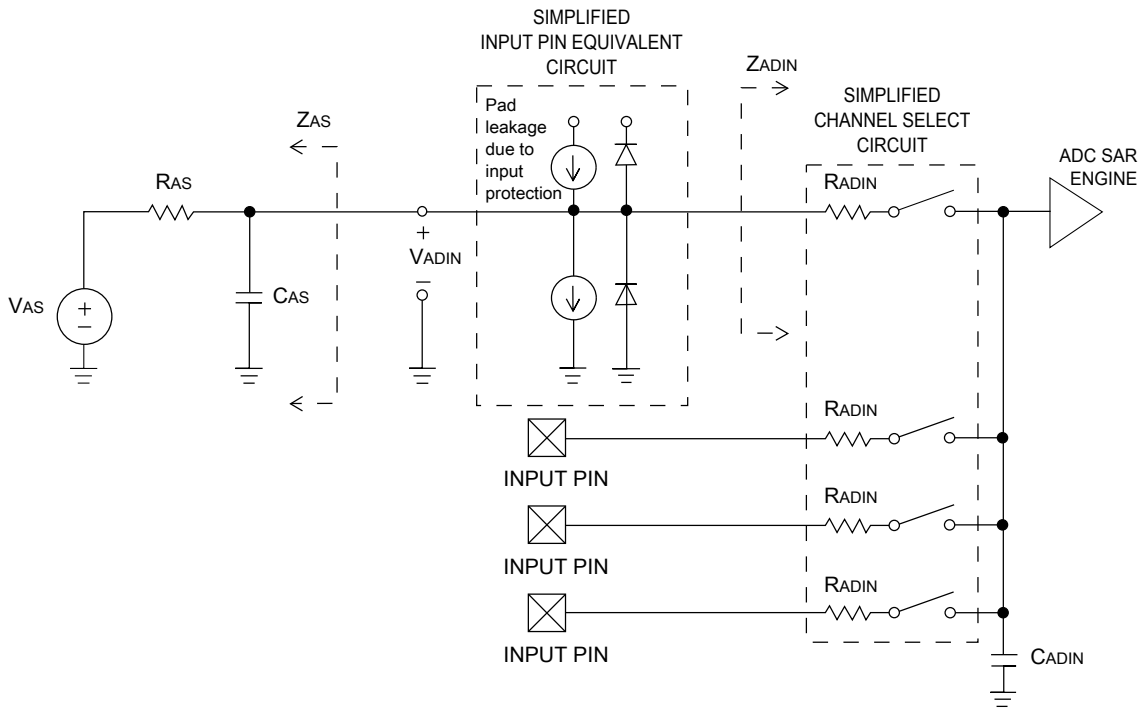 SIMPLIFIED
INPUT PIN EQUIVALENT
CIRCUIT
Pad
leakage
due to
input
protection
ZAS
RAS
VAS
+
−
CAS
+
VADIN
−
ZADIN
SIMPLIFIED
CHANNEL SELECT
CIRCUIT
RADIN
ADC SAR
ENGINE
RADIN
INPUT PIN
RADIN
INPUT PIN
RADIN
INPUT PIN
CADIN